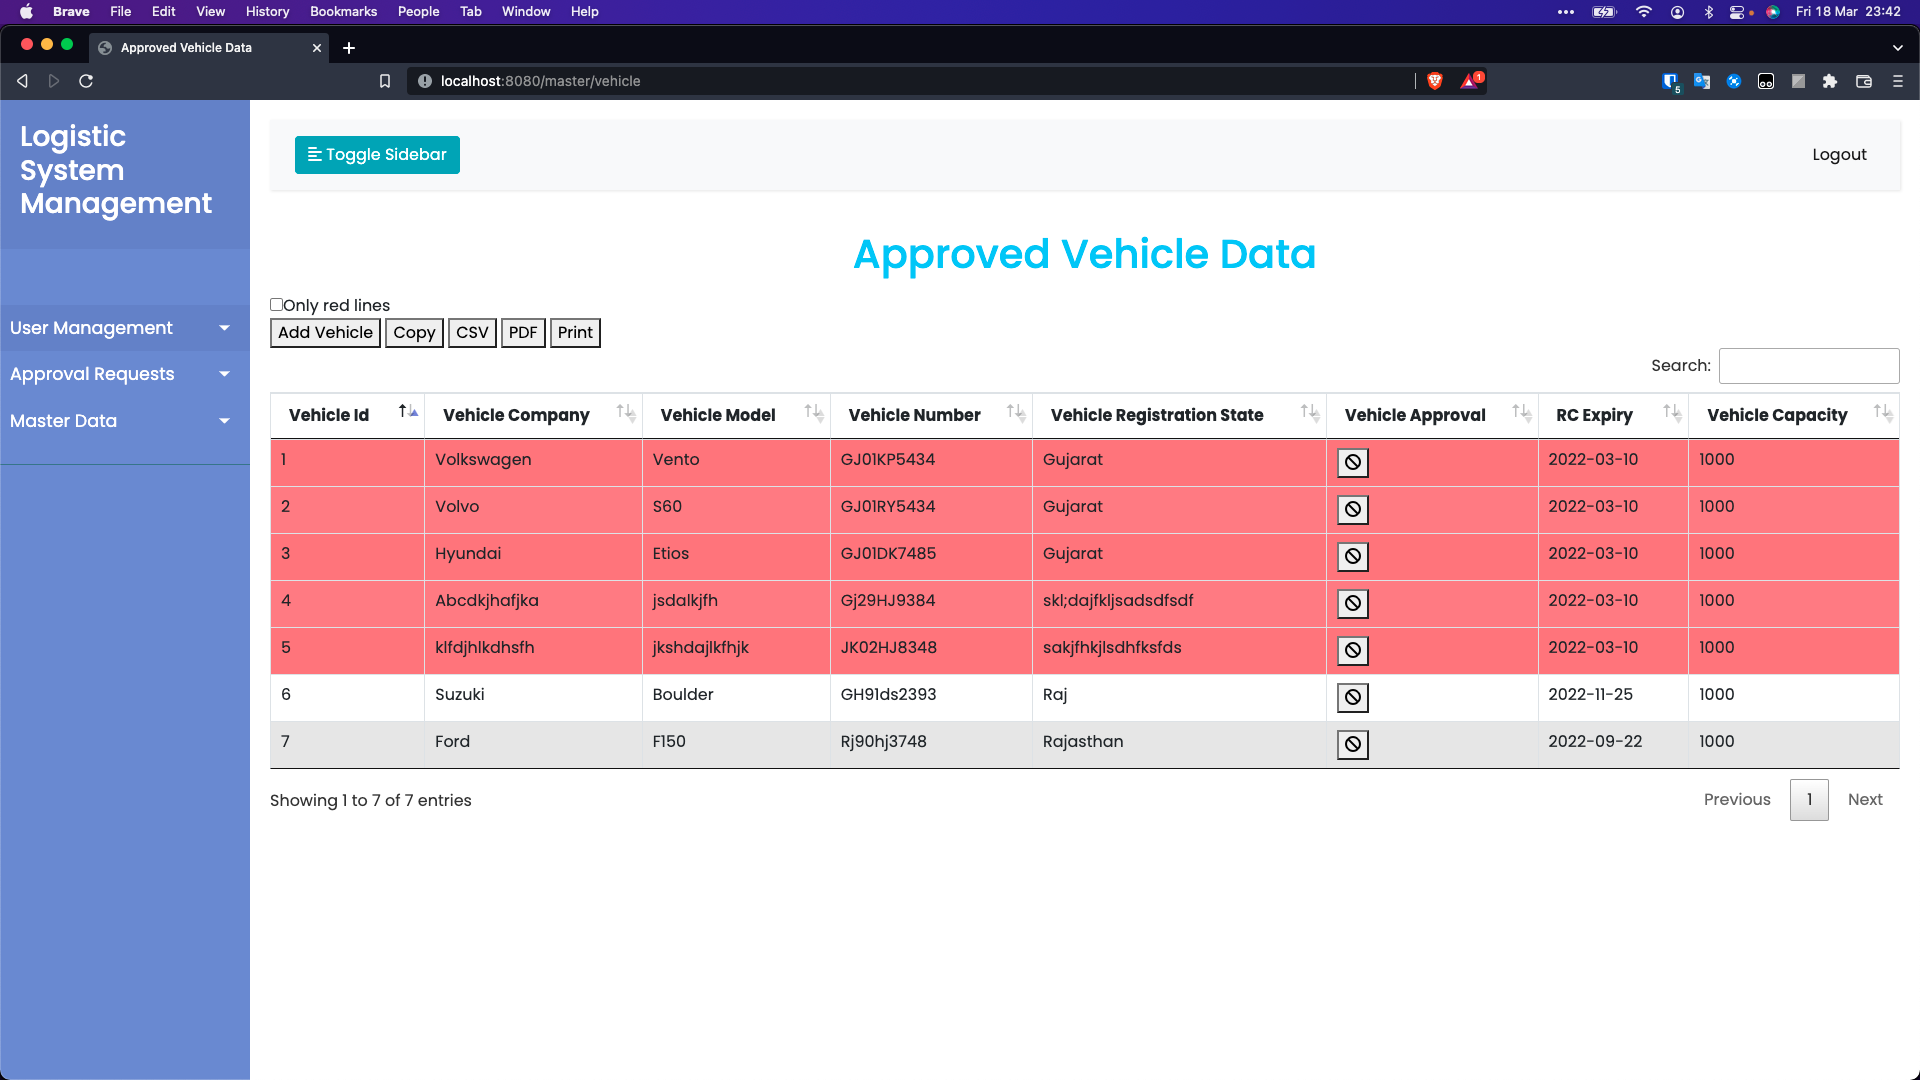 Brave File Edit View History Bookmarks People Tab Window Help Fri 18 Mar 23:42
Approved Vehicle Data
localhost:8080/master/vehicle 1 5
Logistic
System
Management
User Management
Approval Requests
Master Data
Toggle Sidebar Logout
Approved Vehicle Data
Only red lines
Add Vehicle Copy CSV PDF Print
Search:
Vehicle Id Vehicle Company Vehicle Model Vehicle Number Vehicle Registration State Vehicle Approval RC Expiry Vehicle Capacity
1 Volkswagen Vento GJ01KP5434 Gujarat 2022-03-10 1000
2 Volvo S60 GJ01RY5434 Gujarat 2022-03-10 1000
3 Hyundai Etios GJ01DK7485 Gujarat 2022-03-10 1000
4 Abcdkjhafjka jsdalkjfh Gj29HJ9384 skl;dajfkljsadsdfsdf 2022-03-10 1000
5 klfdjhlkdhsfh jkshdajlkfhjk JK02HJ8348 sakjfhkjlsdhfksfds 2022-03-10 1000
6 Suzuki Boulder GH91ds2393 Raj 2022-11-25 1000
7 Ford F150 Rj90hj3748 Rajasthan 2022-09-22 1000
Showing 1 to 7 of 7 entries
Previous 1 Next